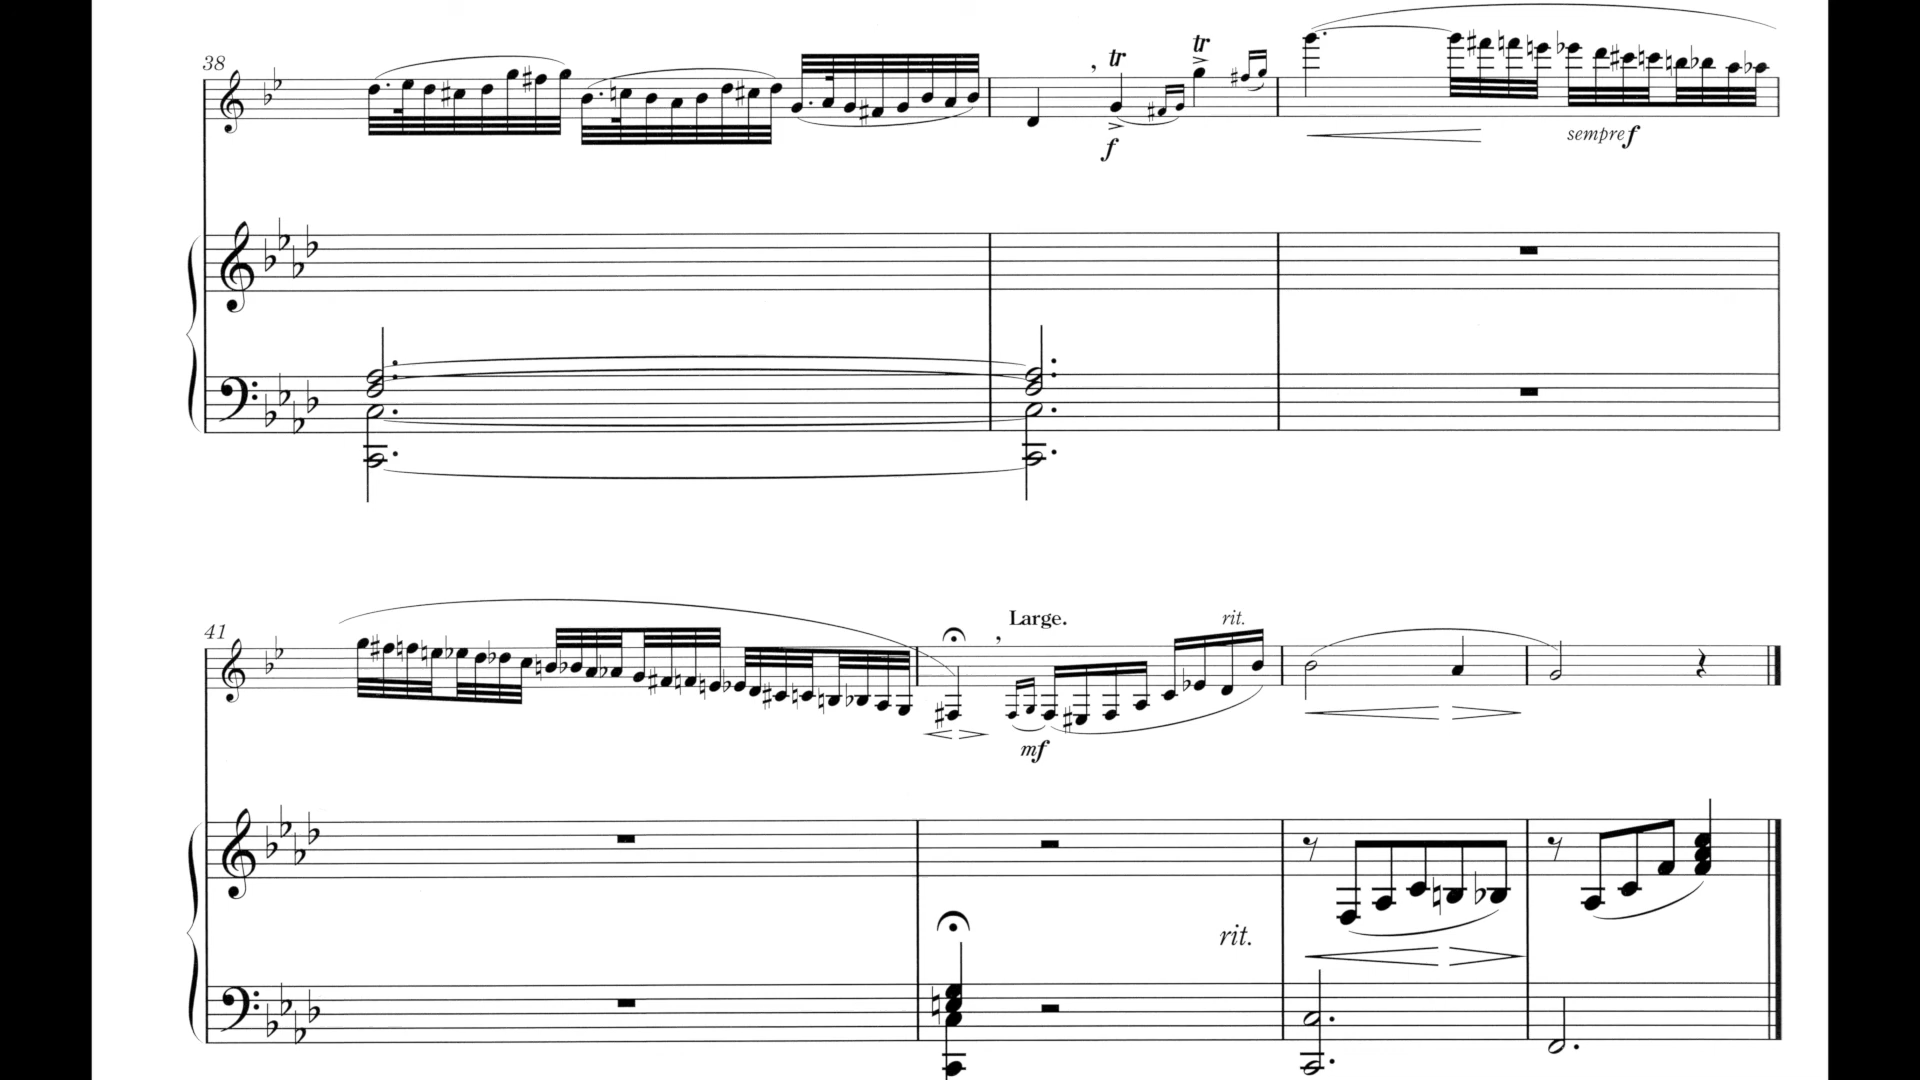 38
tr
tr
f
sempre f
41
Large.
rit.
mf
rit.